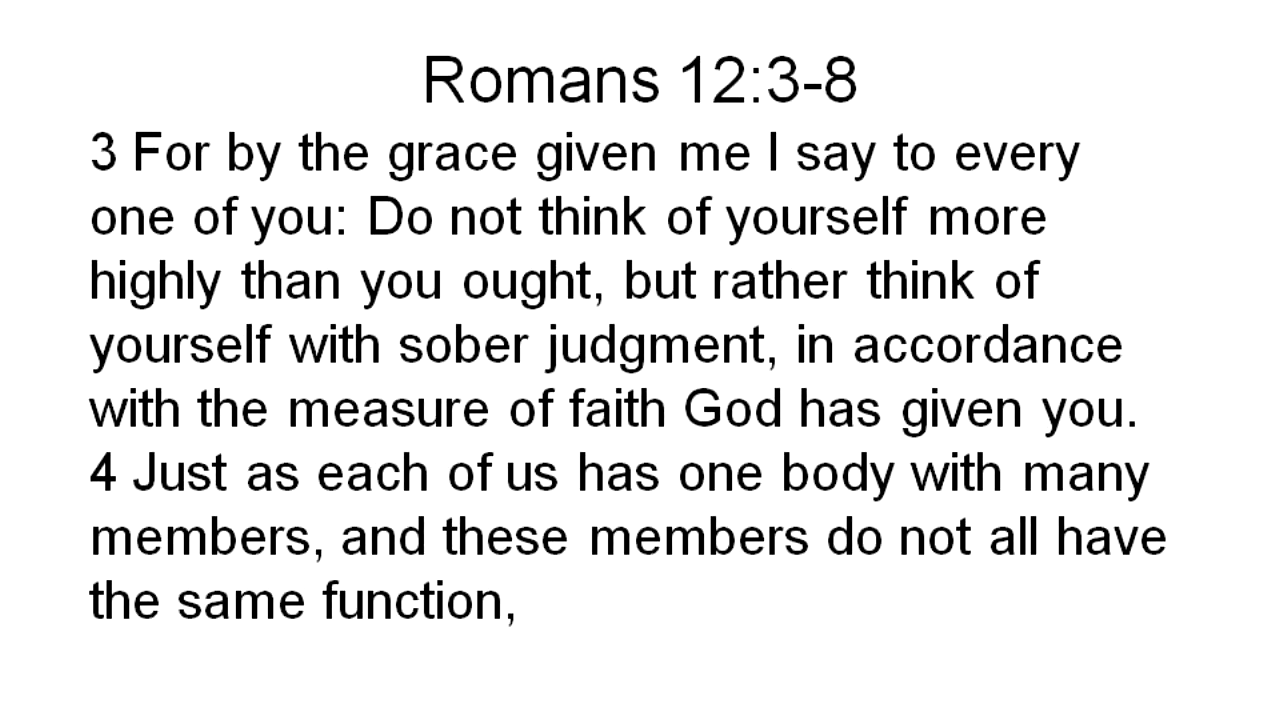 Romans 12:3-8
3 For by the grace given me I say to every
one of you: Do not think of yourself more
highly than you ought, but rather think of
yourself with sober judgment, in accordance
with the measure of faith God has given you.
4 Just as each of us has one body with many
members, and these members do not all have
the same function,